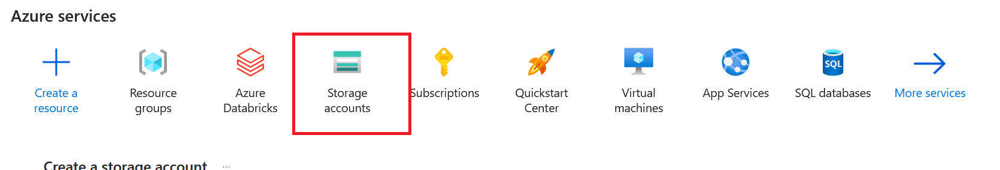 Azure services
Create a
resource
Resource
groups
Azure
Databricks
Storage
accounts
Subscriptions
Quickstart
Center
Virtual
machines
App Services
SQL
SQL databases
More services
Create a storage account ...